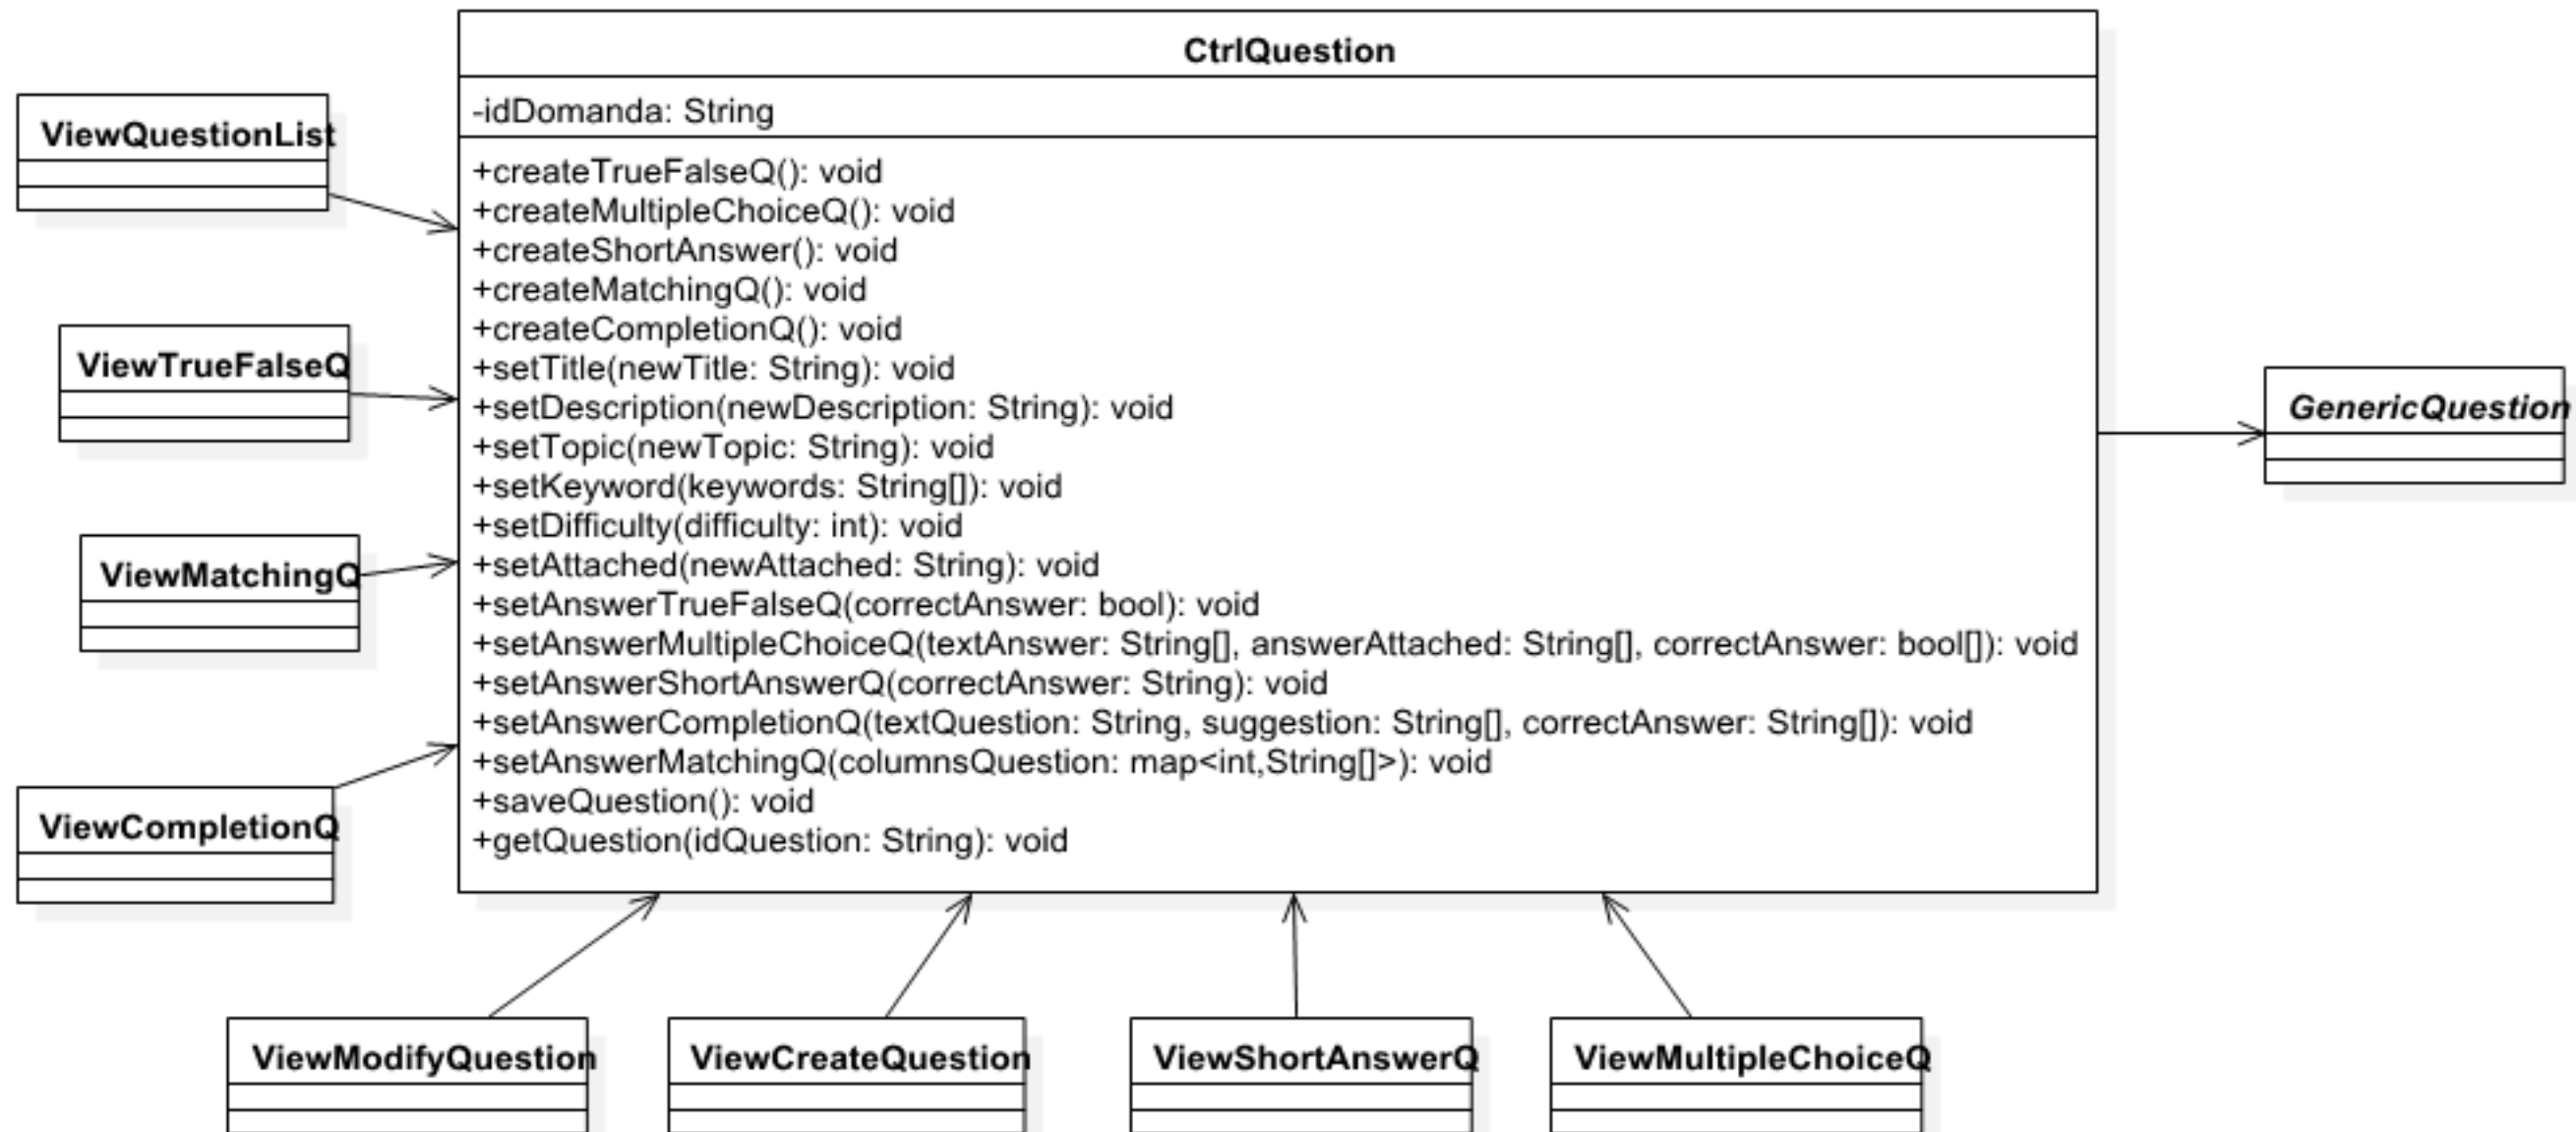 CtrlQuestion
-idDomanda: String
+createTrueFalseQ(): void
+createMultipleChoiceQ(): void
+createShortAnswer(): void
+createMatchingQ(): void
+createCompletionQ(): void
+setTitle(newTitle: String): void
+setDescription(newDescription: String): void
+setTopic(newTopic: String): void
+setKeyword(keywords: String[]): void
+setDifficulty(difficulty: int): void
+setAttached(newAttached: String): void
+setAnswerTrueFalseQ(correctAnswer: bool): void
+setAnswerMultipleChoiceQ(textAnswer: String[], answerAttached: String[], correctAnswer: bool[]): void
+setAnswerShortAnswerQ(correctAnswer: String): void
+setAnswerCompletionQ(textQuestion: String, suggestion: String[], correctAnswer: String[]): void
+setAnswerMatchingQ(columnsQuestion: map<int,String[]>): void
+saveQuestion(): void
+getQuestion(idQuestion: String): void
ViewQuestionList
ViewTrueFalseQ
ViewMatchingQ
ViewCompletionQ
GenericQuestion
ViewModifyQuestion
ViewCreateQuestion
ViewShortAnswerQ
ViewMultipleChoiceQ